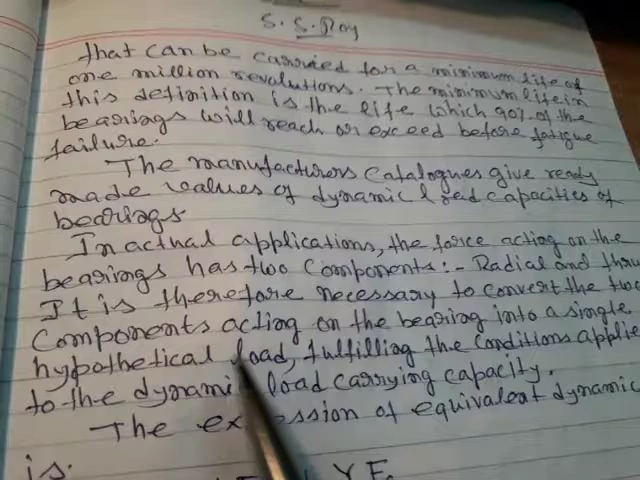 S. S. Roy
that can be carried for a minimum life of
one million revolutions. The minimum life in
this definition is the life which 90% of the
bearings will reach or exceed before fatigue
failure.
The manufacturers catalogues give ready
made values of dynamic load capacities of
bearings
In actual applications, the force acting on the
bearings has two components:- Radial and thru
It is therefore necessary to convert the two
Components acting on the bearing into a single
hypothetical load, fulfilling the conditions applie
to the dynami load carrying capacity.
The ex ssion of equivalent dynamic
is.
Y F